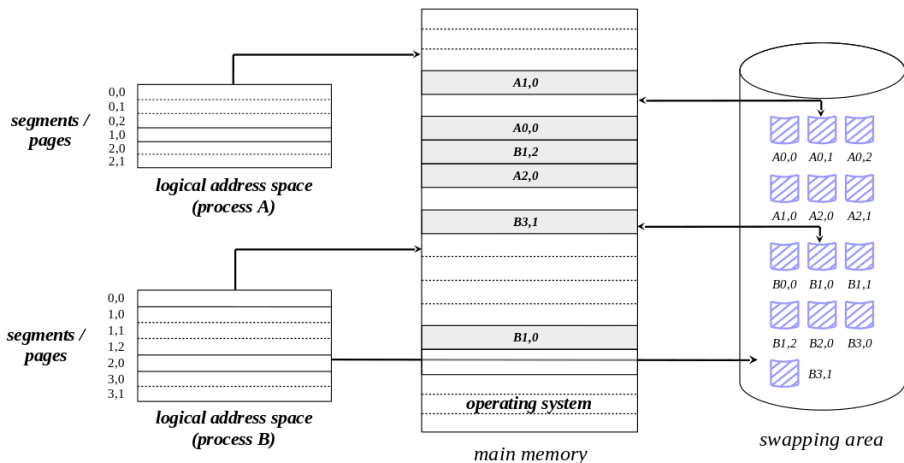 0,0
0,1
0,2
1,0
2,0
2,1
segments /
pages
logical address space
(process A)
0,0
1,0
1,1
1,2
2,0
3,0
3,1
segments /
pages
logical address space
(process B)
A1,0
A0,0
B1,2
A2,0
B3,1
B1,0
operating system
main memory
A0,0 A0,1 A0,2
A1,0 A2,0 A2,1
B0,0 B1,0 B1,1
B1,2 B2,0 B3,0
B3,1
swapping area